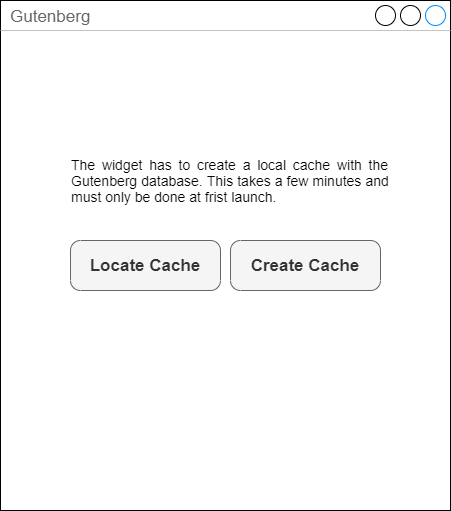 Gutenberg
The widget has to create a local cache with the
Gutenberg database. This takes a few minutes and
must only be done at frist launch.
Locate Cache
Create Cache